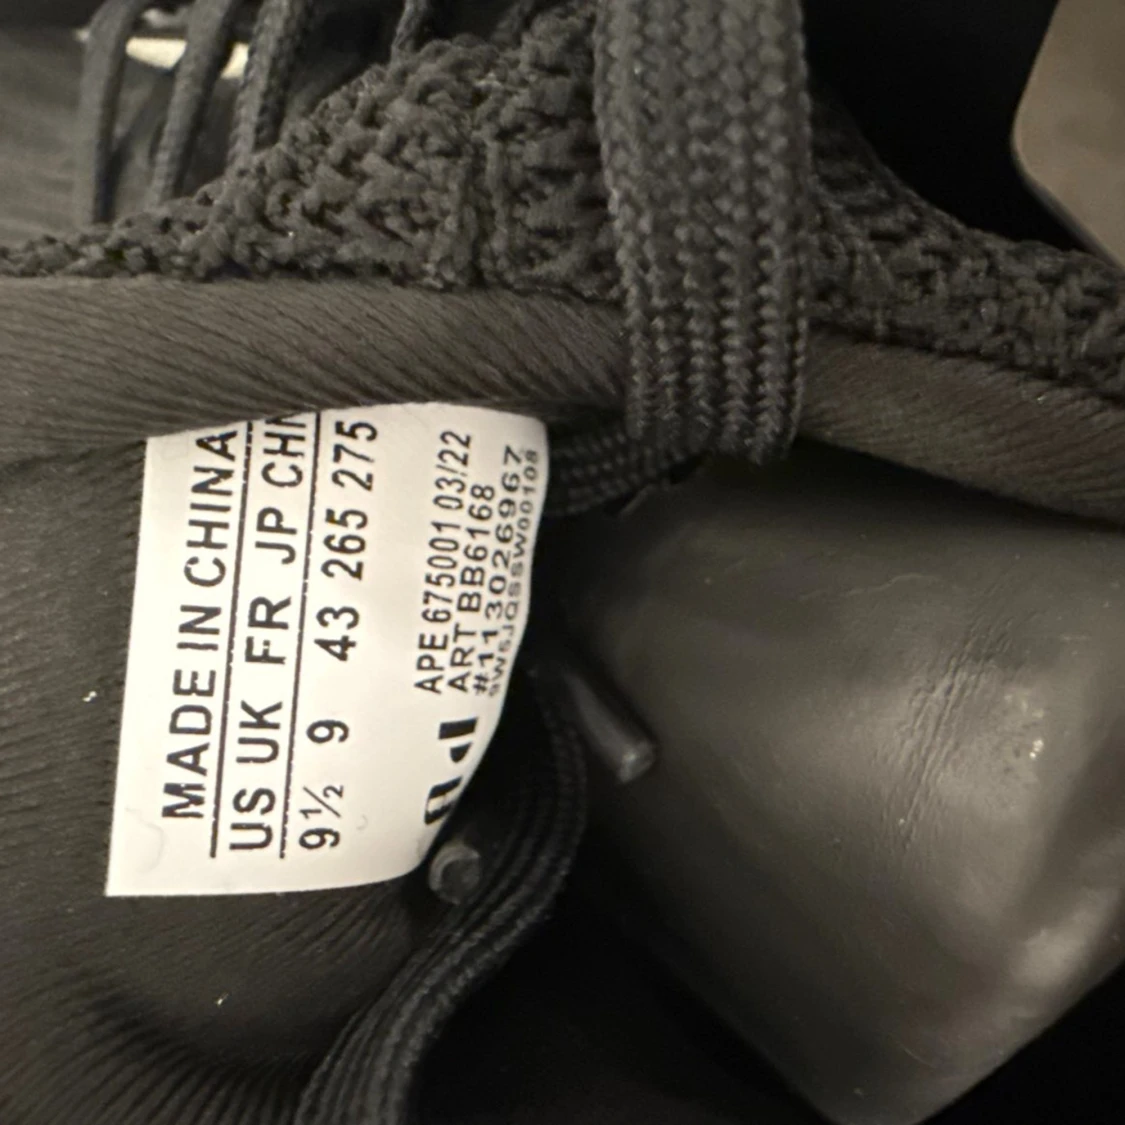 MADE IN CHINA
US UK FR JP CHN
9½ 9 43 265 275
APE 675001 03/22
ART BB6168
#113026967